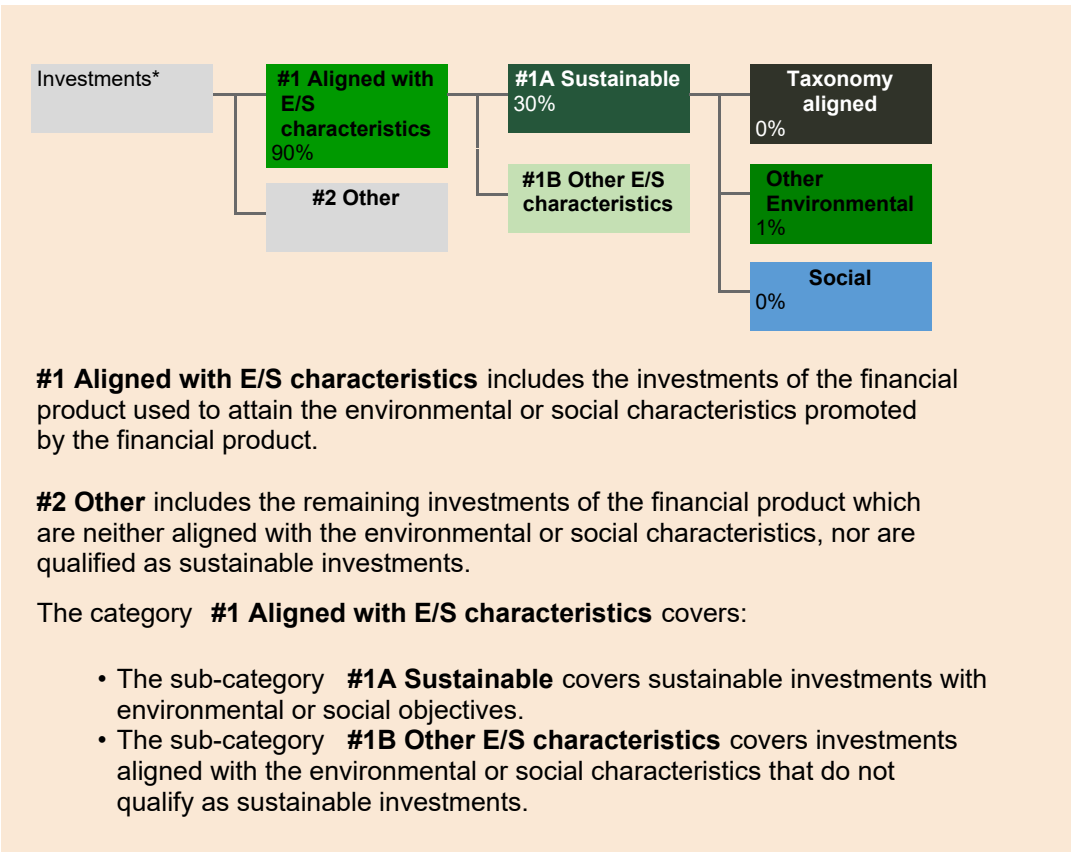 Investments*
#1 Aligned with
E/S
characteristics
90%
#2 Other
#1A Sustainable
30%
#1B Other E/S
characteristics
Taxonomy
aligned
0%
Other
Environmental
1%
Social
0%
#1 Aligned with E/S characteristics includes the investments of the financial
product used to attain the environmental or social characteristics promoted
by the financial product.
#2 Other includes the remaining investments of the financial product which
are neither aligned with the environmental or social characteristics, nor are
qualified as sustainable investments.
The category #1 Aligned with E/S characteristics covers:
• The sub-category #1A Sustainable covers sustainable investments with
environmental or social objectives.
• The sub-category #1B Other E/S characteristics covers investments
aligned with the environmental or social characteristics that do not
qualify as sustainable investments.